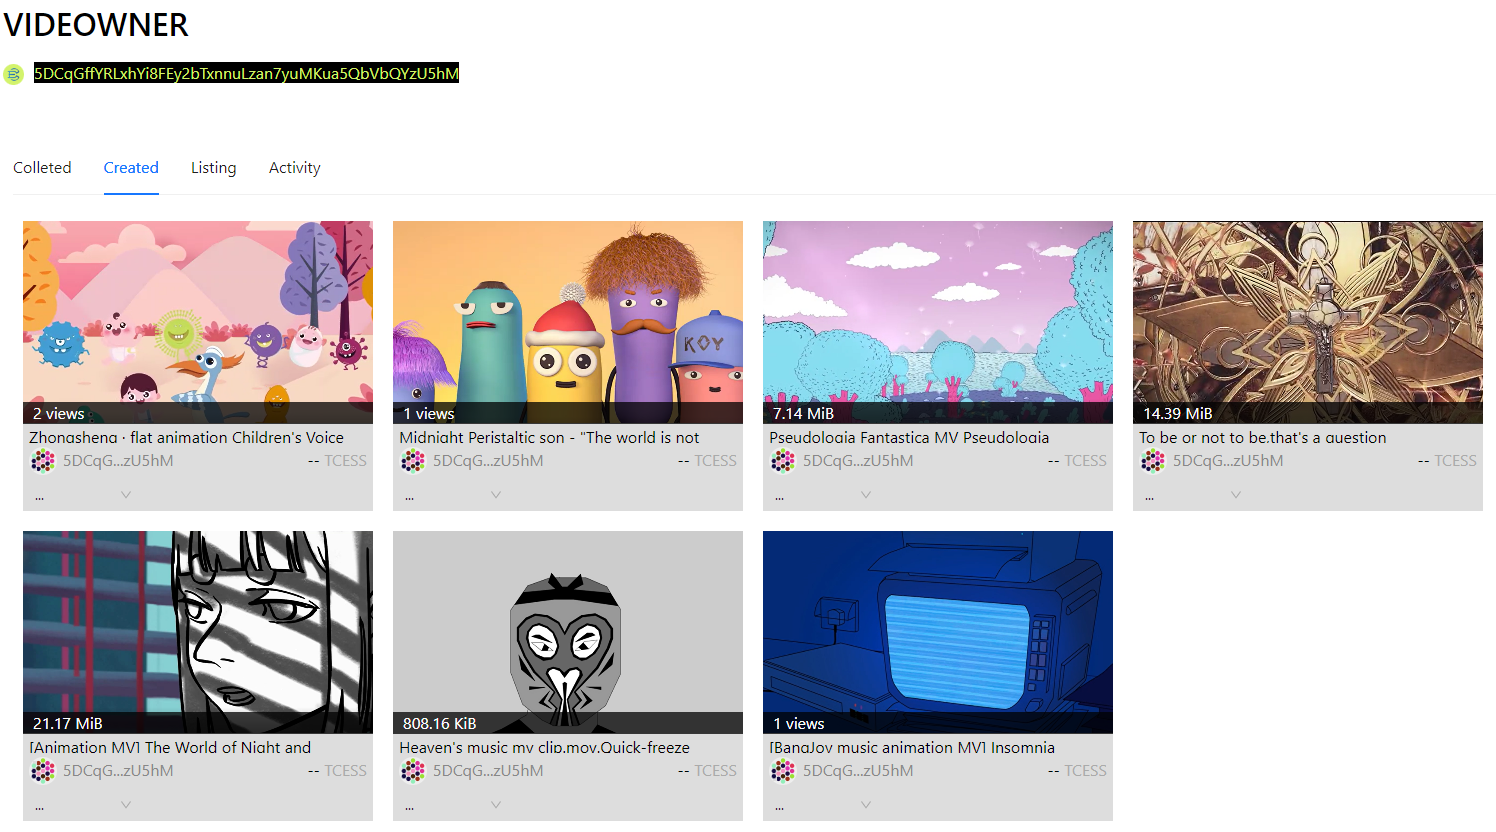 VIDEOWNER
5DCqGffYRLxhYi8FEy2bTxnnuLzan7yuMKua5QbVbQYzU5hM
Colleted Created Listing Activity
KOY
2 views 1 views 7.14 MiB 14.39 MiB
Zhongsheng · flat animation Children's Voice Midnight Peristaltic son - "The world is not Pseudologia Fantastica MV Pseudologia To be or not to be,that's a question
5DCqG...zU5hM -- TCESS 5DCqG...zU5hM -- TCESS 5DCqG...zU5hM -- TCESS 5DCqG...zU5hM -- TCESS
... ... ... ...
21.17 MiB 808.16 KiB 1 views
[Animation MV] The World of Night and Heaven's music mv clip.mov,Quick-freeze [BangJoy music animation MV] Insomnia
5DCqG...zU5hM -- TCESS 5DCqG...zU5hM -- TCESS 5DCqG...zU5hM -- TCESS
... ... ...